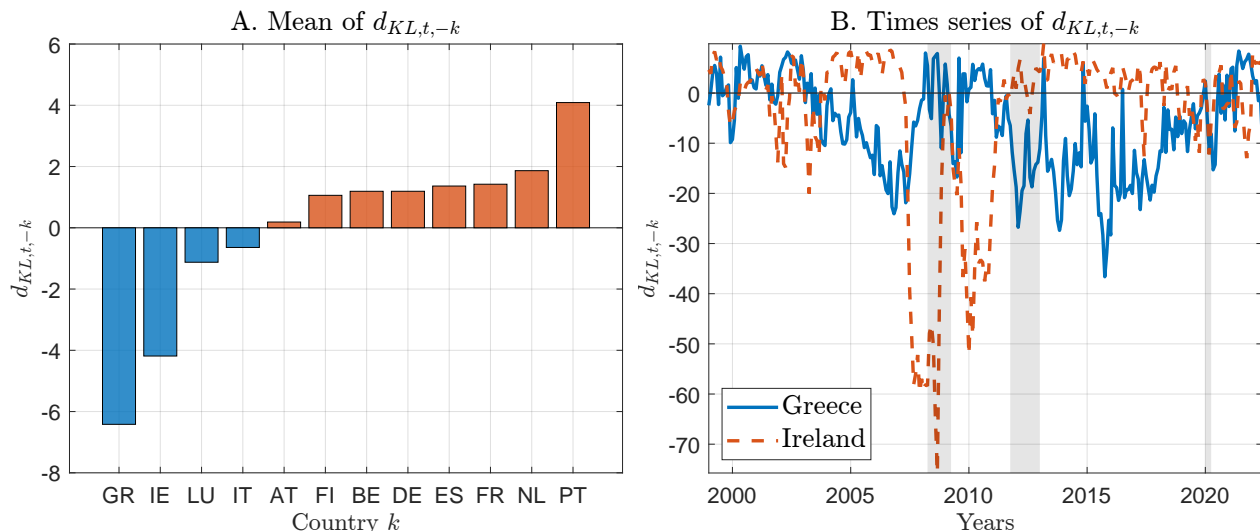 A. Mean of d_{KL,t,−k}
6
4
2
0
-2
-4
-6
-8
d_{KL,t,−k}
GR IE LU IT AT FI BE DE ES FR NL PT
Country k
B. Times series of d_{KL,t,−k}
0
-10
-20
-30
-40
-50
-60
-70
d_{KL,t,−k}
Greece
Ireland
2000 2005 2010 2015 2020
Years